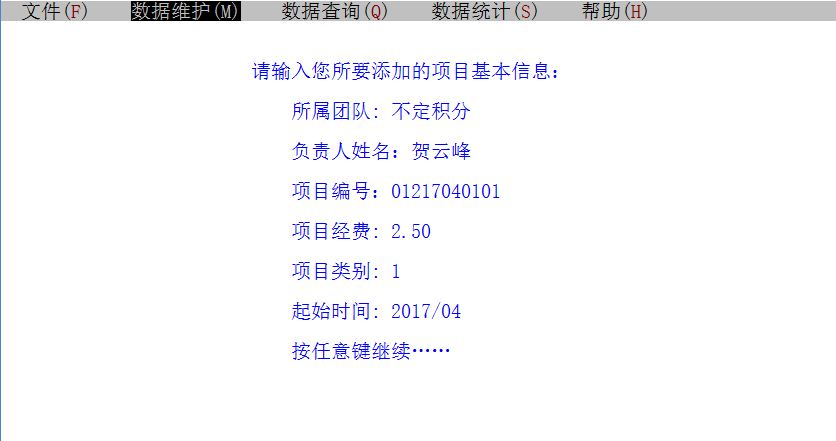 文件(F) 数据维护(M) 数据查询(Q) 数据统计(S) 帮助(H)
请输入您所要添加的项目基本信息：
所属团队: 不定积分
负责人姓名：贺云峰
项目编号：01217040101
项目经费: 2.50
项目类别: 1
起始时间: 2017/04
按任意键继续……